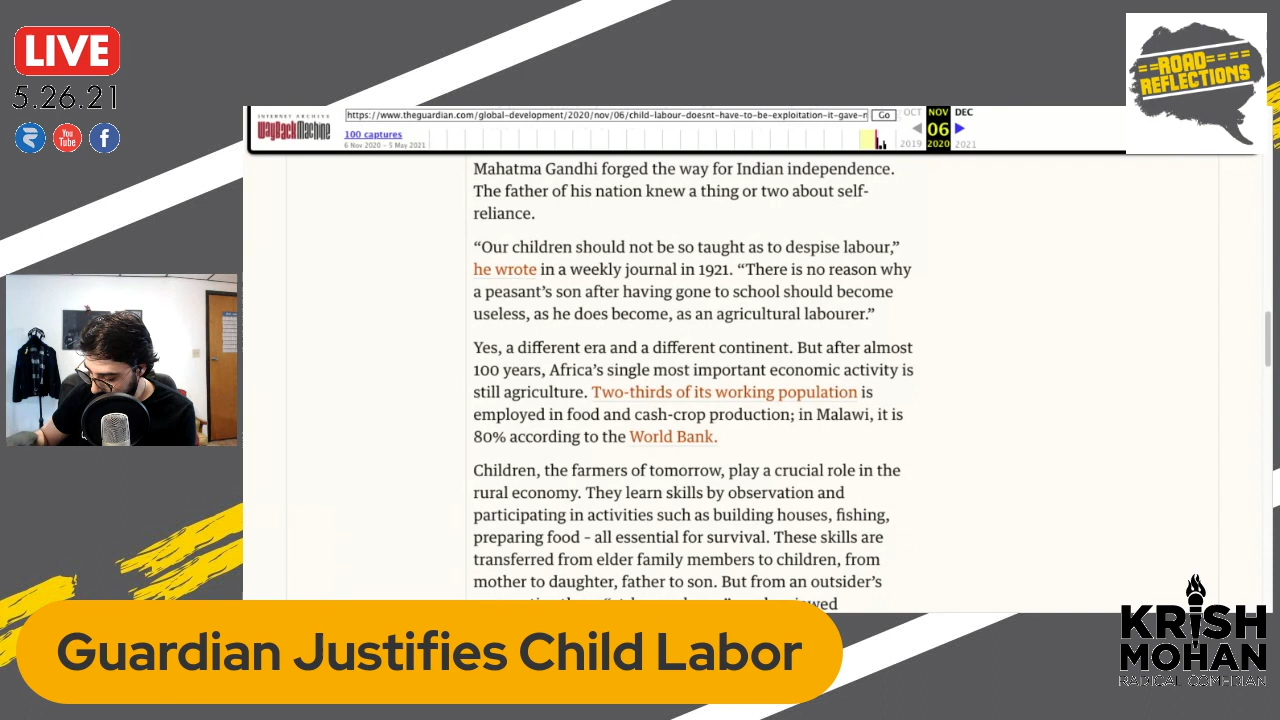 LIVE
5.26.21
You
Tube
==ROAD====
REFLECTIONS
INTERNET ARCHIVE
WayBackMachine
https://www.theguardian.com/global-development/2020/nov/06/child-labour-doesnt-have-to-be-exploitation-it-gave-n
Go
OCT NOV DEC
100 captures
06
6 Nov 2020 – 5 May 2021
2019 2020 2021
Mahatma Gandhi forged the way for Indian independence.
The father of his nation knew a thing or two about self-
reliance.
“Our children should not be so taught as to despise labour,”
he wrote in a weekly journal in 1921. “There is no reason why
a peasant’s son after having gone to school should become
useless, as he does become, as an agricultural labourer.”
Yes, a different era and a different continent. But after almost
100 years, Africa’s single most important economic activity is
still agriculture. Two-thirds of its working population is
employed in food and cash-crop production; in Malawi, it is
80% according to the World Bank.
Children, the farmers of tomorrow, play a crucial role in the
rural economy. They learn skills by observation and
participating in activities such as building houses, fishing,
preparing food – all essential for survival. These skills are
transferred from elder family members to children, from
mother to daughter, father to son. But from an outsider’s
Guardian Justifies Child Labor
KRISH
MOHAN
RADICAL COMEDIAN